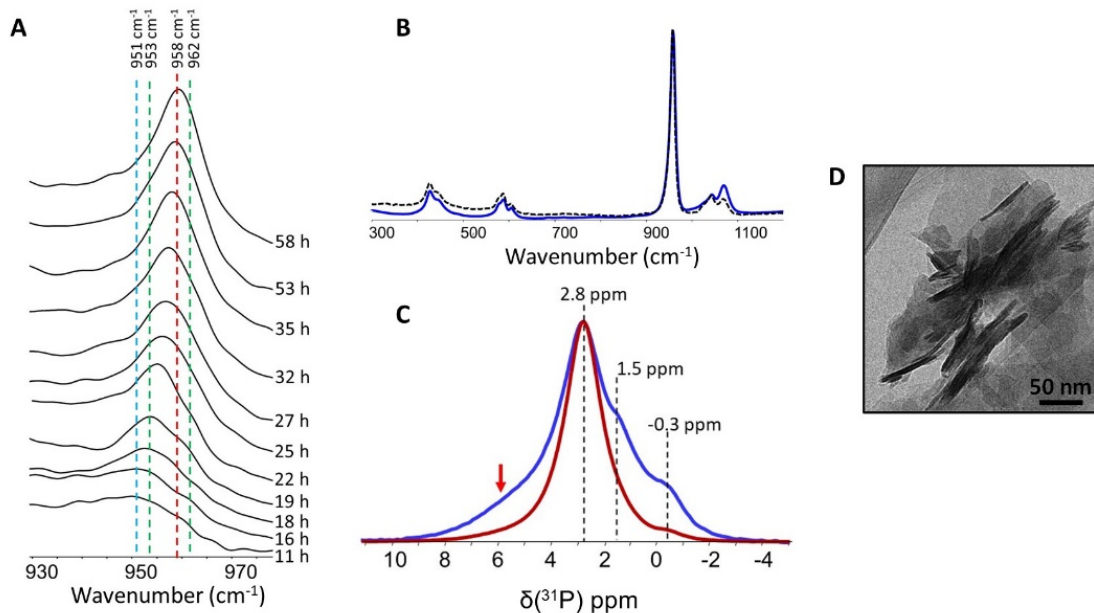 A
951 cm⁻¹
953 cm⁻¹
958 cm⁻¹
962 cm⁻¹
58 h
53 h
35 h
32 h
27 h
25 h
22 h
19 h
18 h
16 h
11 h
930 950 970
Wavenumber (cm⁻¹)
B
300 500 700 900 1100
Wavenumber (cm⁻¹)
C
2.8 ppm
1.5 ppm
-0.3 ppm
10 8 6 4 2 0 -2 -4
δ(³¹P) ppm
D
50 nm